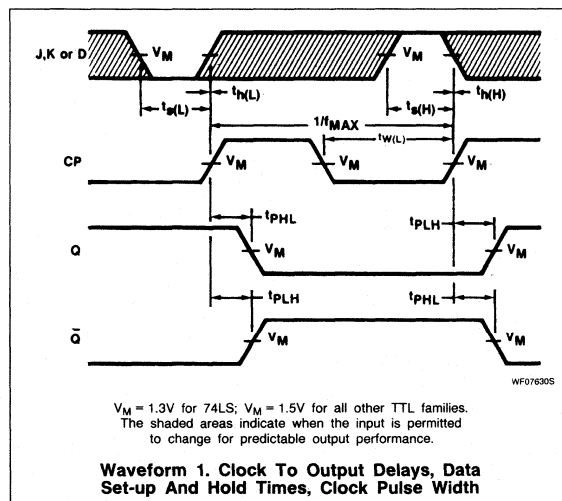 J,K or D
VM
VM
ts(L)
th(L)
ts(H)
th(H)
1/fMAX
tW(L)
CP
VM
VM
VM
tPHL
tPLH
Q
VM
VM
tPLH
tPHL
Q̄
VM
VM
WF07630S
VM = 1.3V for 74LS; VM = 1.5V for all other TTL families.
The shaded areas indicate when the input is permitted
to change for predictable output performance.
Waveform 1. Clock To Output Delays, Data
Set-up And Hold Times, Clock Pulse Width